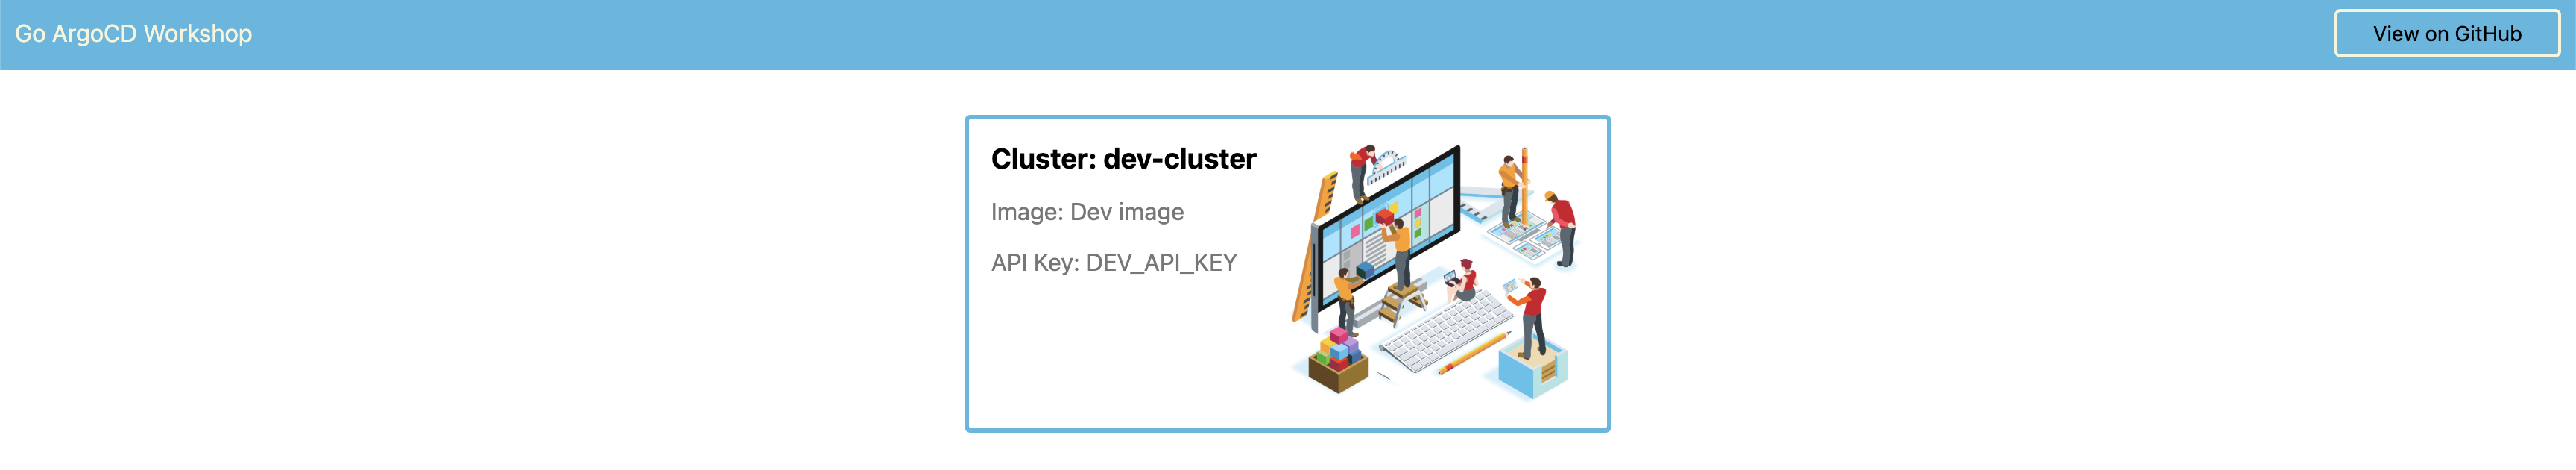 Go ArgoCD Workshop
View on GitHub
Cluster: dev-cluster
Image: Dev image
API Key: DEV_API_KEY